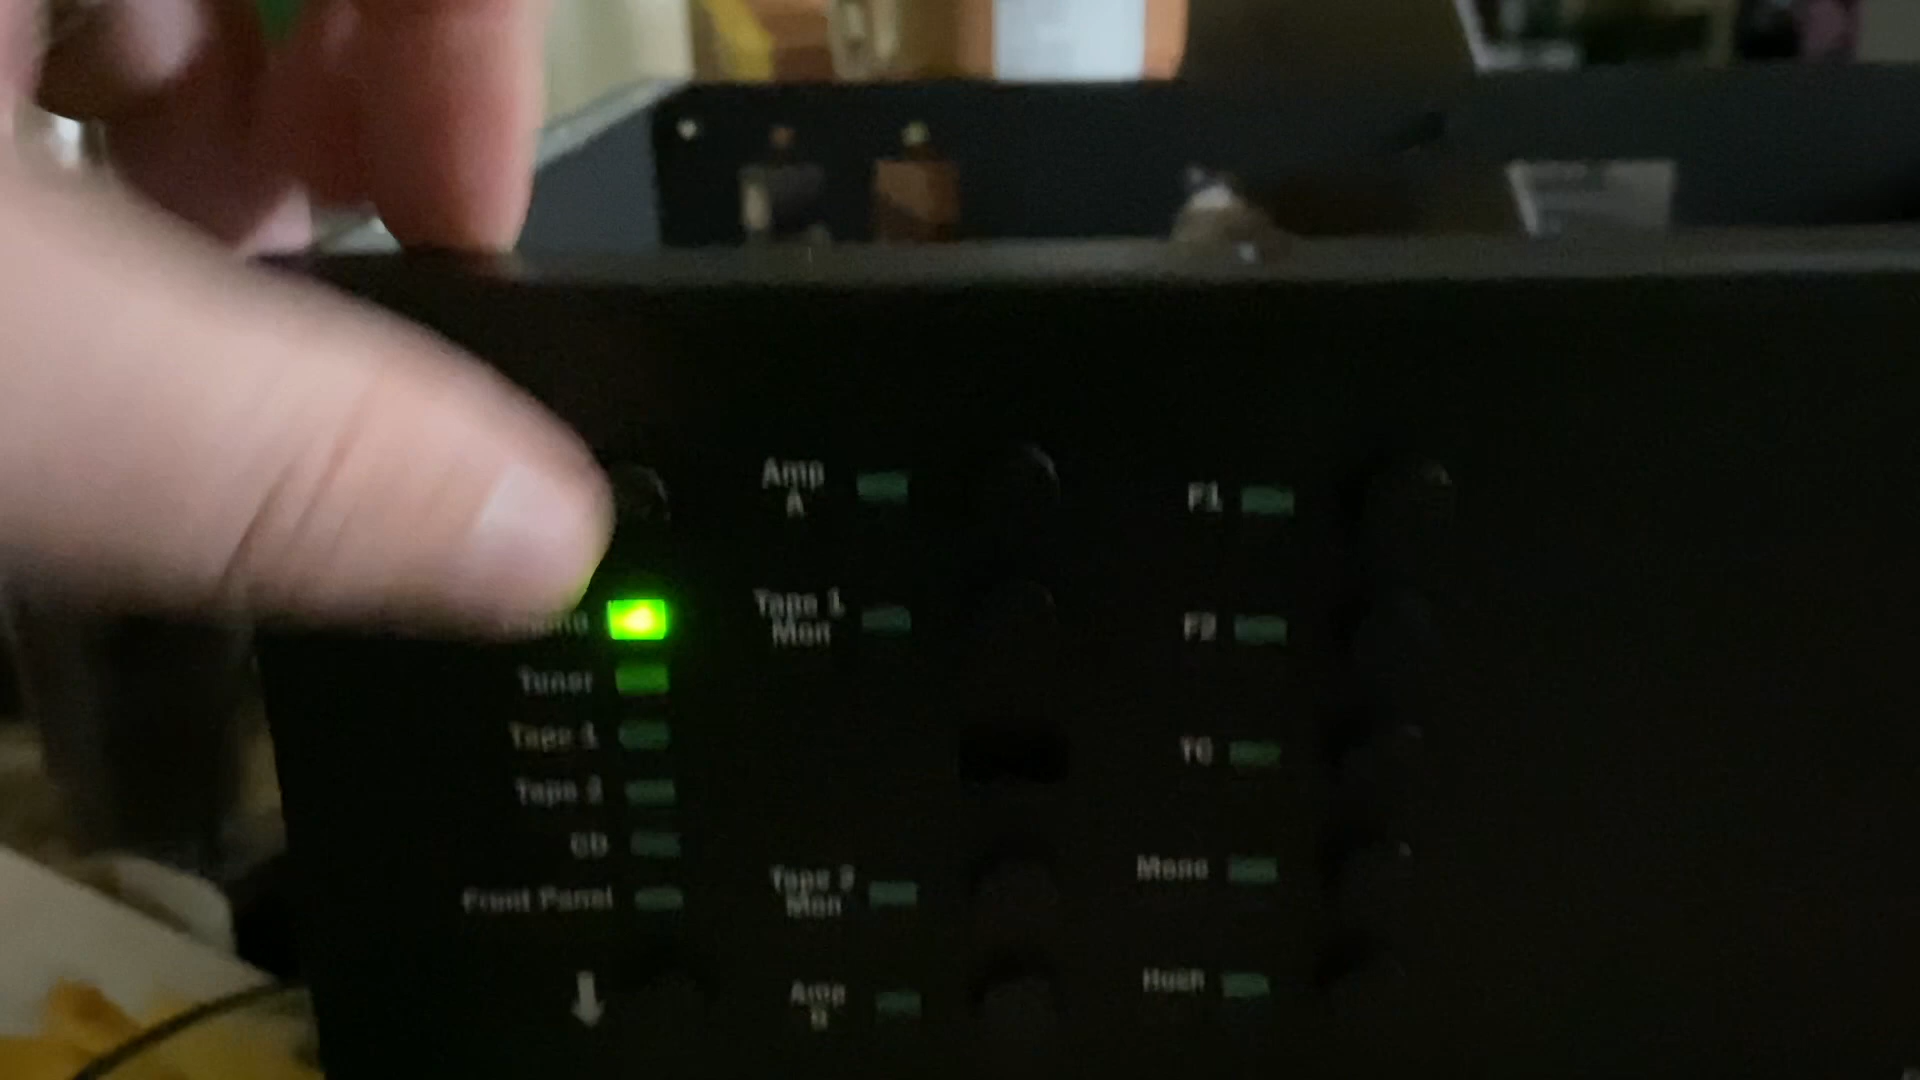 Amp
A
F1
Tape 1
Mon
F2
Tuner
Tape 1
TC
Tape 2
CD
Mono
Tape 2
Mon
Front Panel
Amp
B
Hush